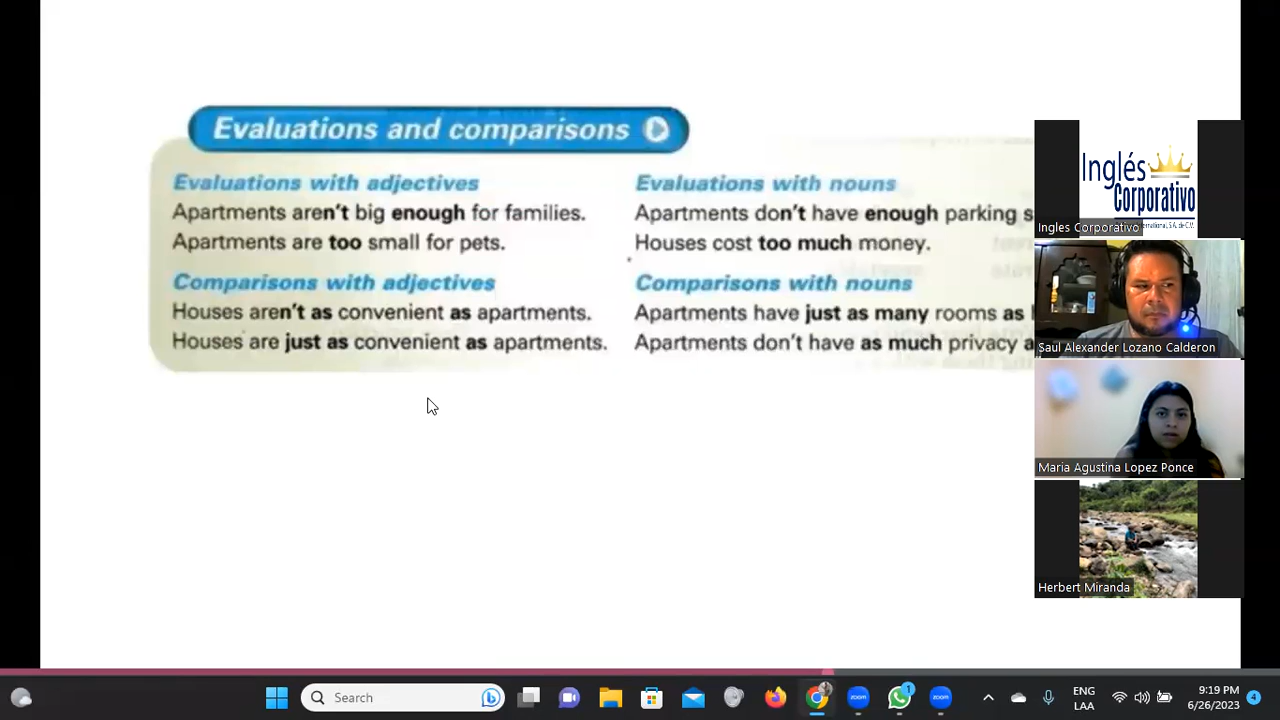 Evaluations and comparisons
Evaluations with adjectives
Apartments aren't big enough for families.
Apartments are too small for pets.
Comparisons with adjectives
Houses aren't as convenient as apartments.
Houses are just as convenient as apartments.
Evaluations with nouns
Apartments don't have enough parking s
Houses cost too much money.
Comparisons with nouns
Apartments have just as many rooms as
Apartments don't have as much privacy a
Inglés
Corporativo
Ingles Corporativo
Saul Alexander Lozano Calderon
Maria Agustina Lopez Ponce
Herbert Miranda
Search
zoom
1
zoom
ENG
LAA
9:19 PM
6/26/2023
4